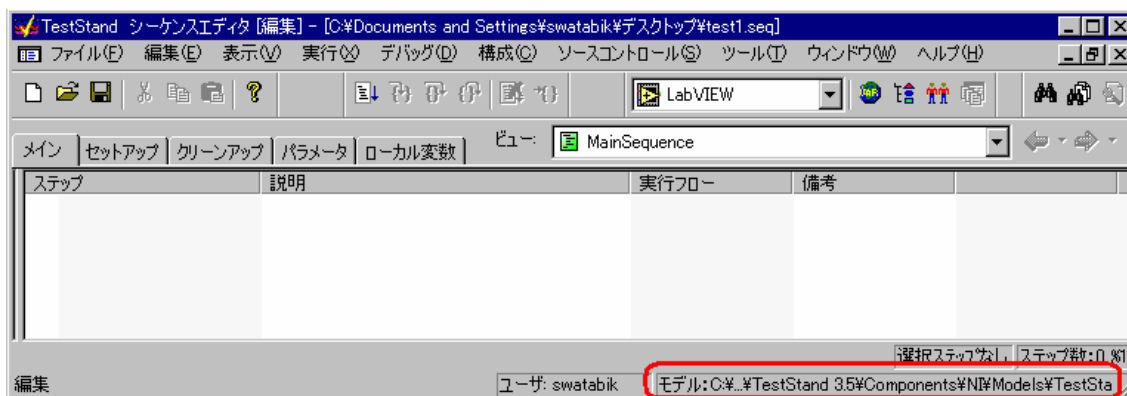 TestStand シーケンスエディタ [編集] - [C:¥Documents and Settings¥swatabik¥デスクトップ¥test1.seq]
ファイル(F) 編集(E) 表示(V) 実行(X) デバッグ(D) 構成(C) ソースコントロール(S) ツール(T) ウィンドウ(W) ヘルプ(H)
LabVIEW
メイン セットアップ クリーンアップ パラメータ ローカル変数 ビュー: MainSequence
ステップ 説明 実行フロー 備考
選択ステップなし ステップ数:0
編集 ユーザ: swatabik モデル:C:¥...¥TestStand 3.5¥Components¥NI¥Models¥TestSta